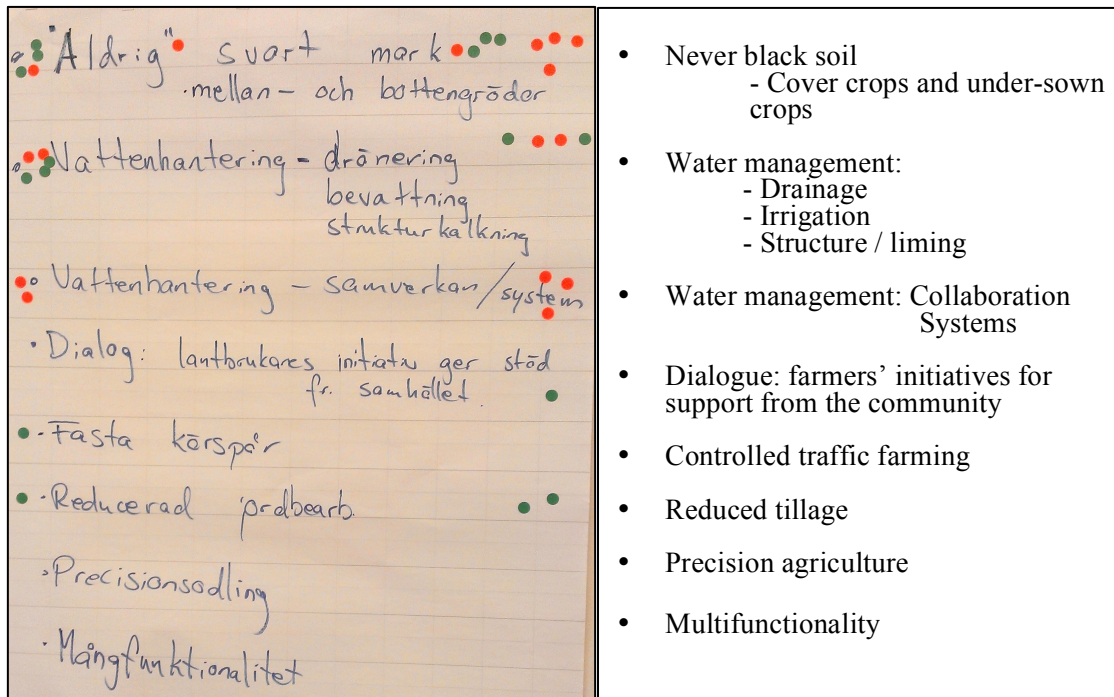 "Aldrig" svart mark
· mellan- och bottengrödor
Vattenhantering - dränering
bevattning
strukturkalkning
· Vattenhantering - samverkan/system
· Dialog: lantbrukares initiativ ger stöd
fr. samhället.
· Fasta körspår
· Reducerad jordbearb.
· Precisionsodling
· Mångfunktionalitet
• Never black soil
- Cover crops and under-sown
crops
• Water management:
- Drainage
- Irrigation
- Structure / liming
• Water management: Collaboration
Systems
• Dialogue: farmers’ initiatives for
support from the community
• Controlled traffic farming
• Reduced tillage
• Precision agriculture
• Multifunctionality